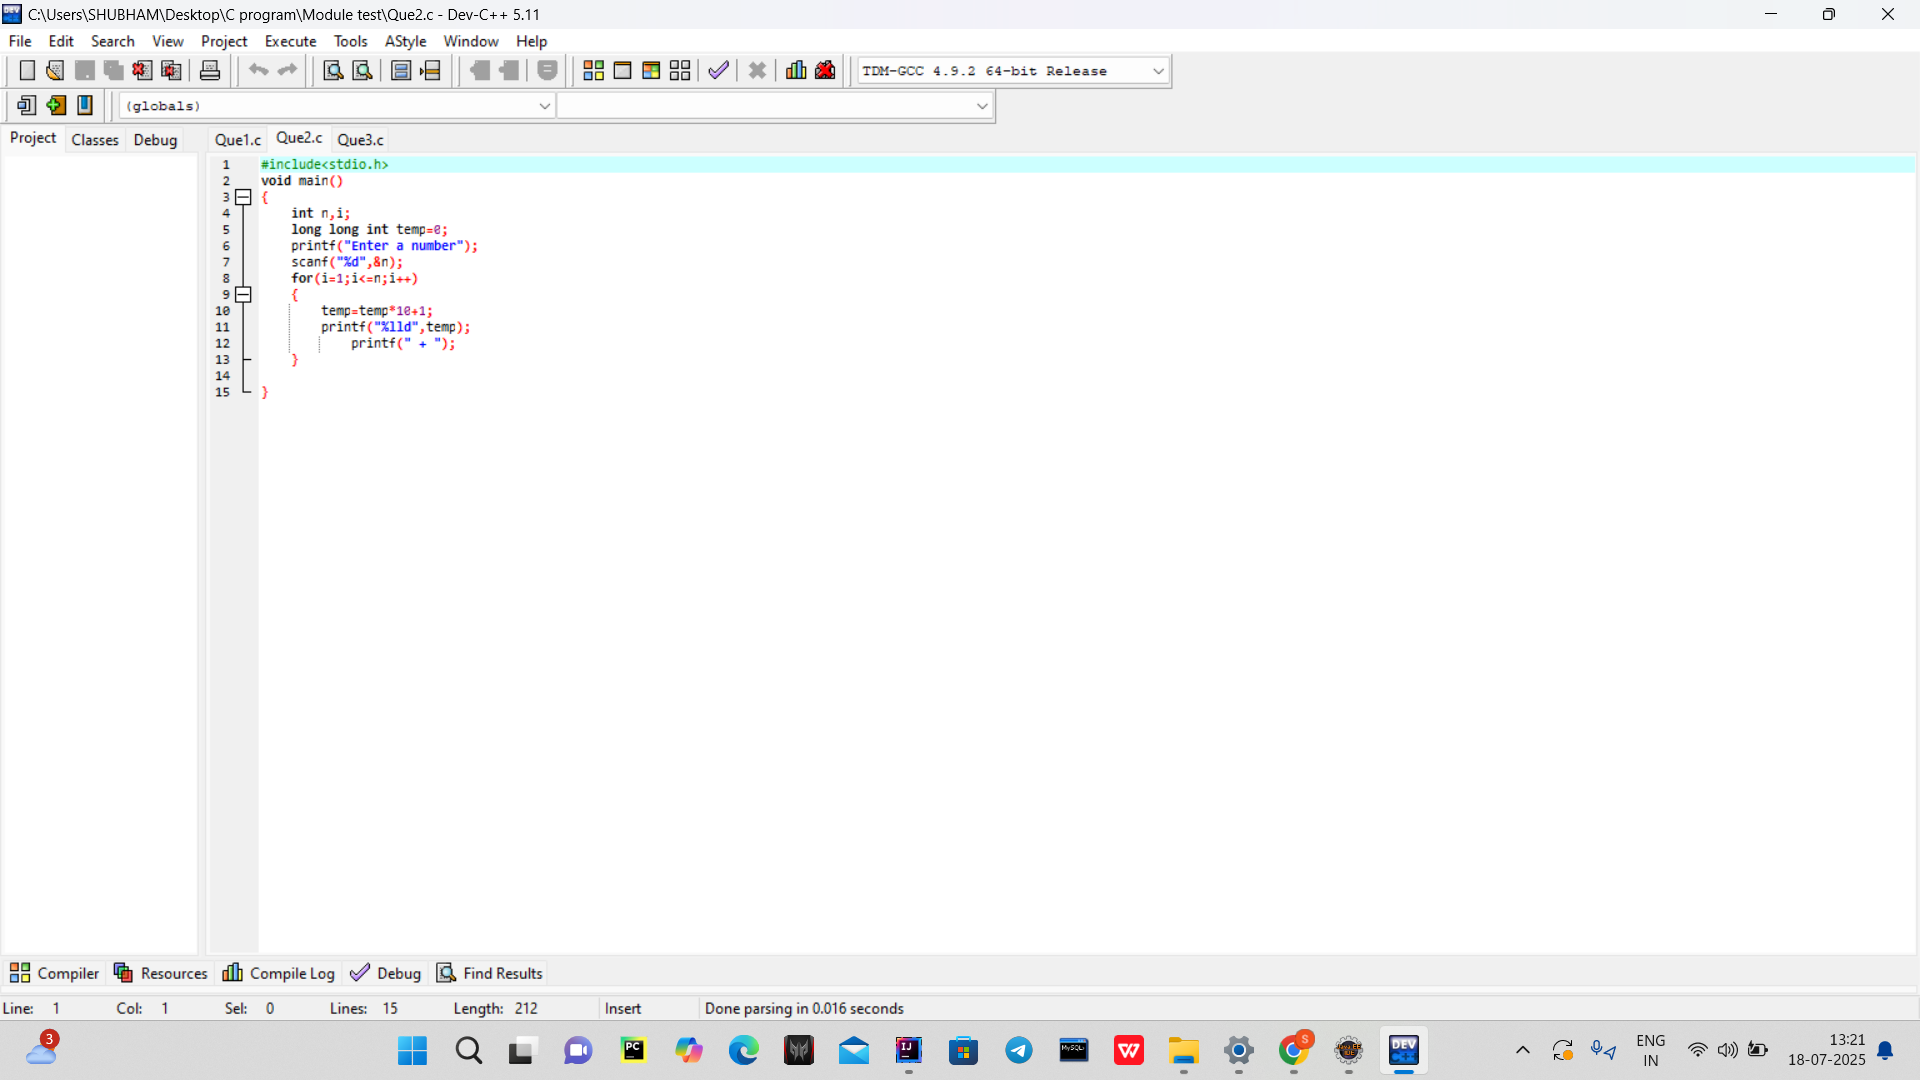 C:\Users\SHUBHAM\Desktop\C program\Module test\Que2.c - Dev-C++ 5.11
File Edit Search View Project Execute Tools AStyle Window Help
TDM-GCC 4.9.2 64-bit Release
(globals)
Project Classes Debug Que1.c Que2.c Que3.c
1 #include<stdio.h>
2 void main()
3 {
4 int n,i;
5 long long int temp=0;
6 printf("Enter a number");
7 scanf("%d",&n);
8 for(i=1;i<=n;i++)
9 {
10 temp=temp*10+1;
11 printf("%lld",temp);
12 printf(" + ");
13 }
14
15 }
Compiler Resources Compile Log Debug Find Results
Line: 1 Col: 1 Sel: 0 Lines: 15 Length: 212 Insert Done parsing in 0.016 seconds
3 PC IJ MySQL W S DEV C++ ENG IN 13:21
18-07-2025